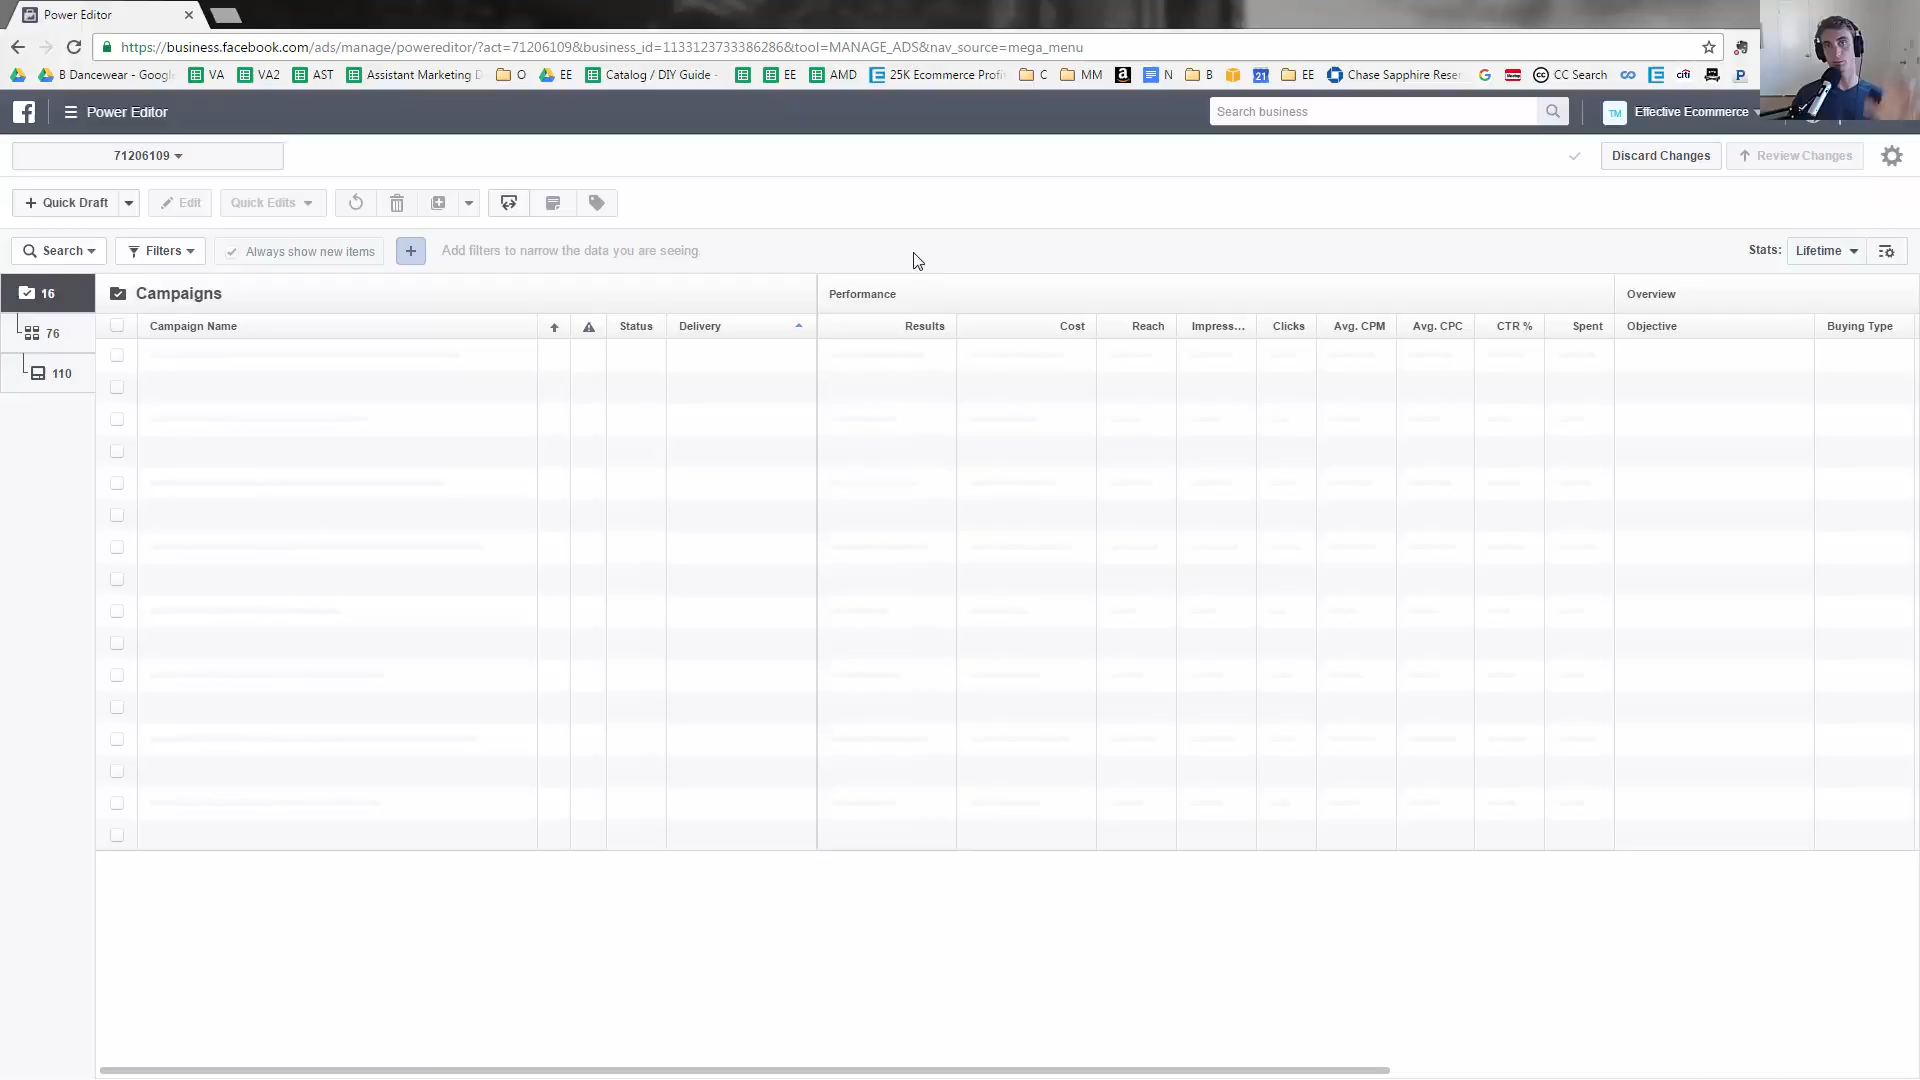 Power Editor
https://business.facebook.com/ads/manage/powereditor/?act=71206109&business_id=1133123733386286&tool=MANAGE_ADS&nav_source=mega_menu
B Dancewear - Google VA VA2 AST Assistant Marketing D O EE Catalog / DIY Guide - EE AMD 25K Ecommerce Profi C MM a N B 21 EE Chase Sapphire Reser G CC Search citi P
Power Editor
Search business
TM
Effective Ecommerce
71206109
Discard Changes
Review Changes
+ Quick Draft
Edit
Quick Edits
Search
Filters
Always show new items
+
Add filters to narrow the data you are seeing.
Stats:
Lifetime
16
Campaigns
Performance
Overview
Campaign Name Status Delivery Results Cost Reach Impress... Clicks Avg. CPM Avg. CPC CTR % Spent Objective Buying Type
76
110